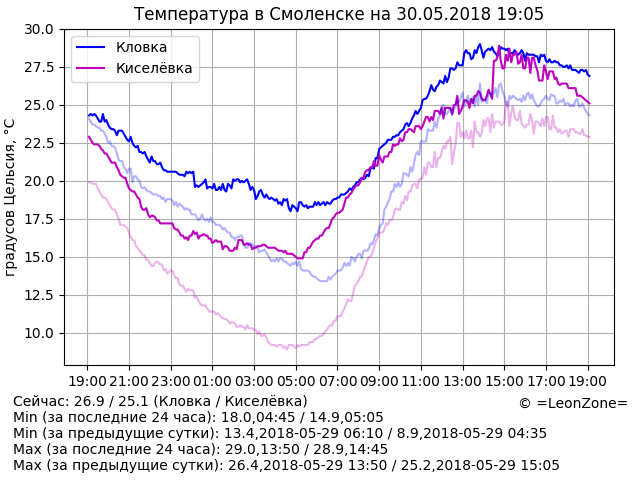 Температура в Смоленске на 30.05.2018 19:05
30.0
27.5
25.0
22.5
20.0
17.5
15.0
12.5
10.0
градусов Цельсия, °C
Кловка
Киселёвка
19:00 21:00 23:00 01:00 03:00 05:00 07:00 09:00 11:00 13:00 15:00 17:00 19:00
Сейчас: 26.9 / 25.1 (Кловка / Киселёвка)
© =LeonZone=
Min (за последние 24 часа): 18.0,04:45 / 14.9,05:05
Min (за предыдущие сутки): 13.4,2018-05-29 06:10 / 8.9,2018-05-29 04:35
Max (за последние 24 часа): 29.0,13:50 / 28.9,14:45
Max (за предыдущие сутки): 26.4,2018-05-29 13:50 / 25.2,2018-05-29 15:05